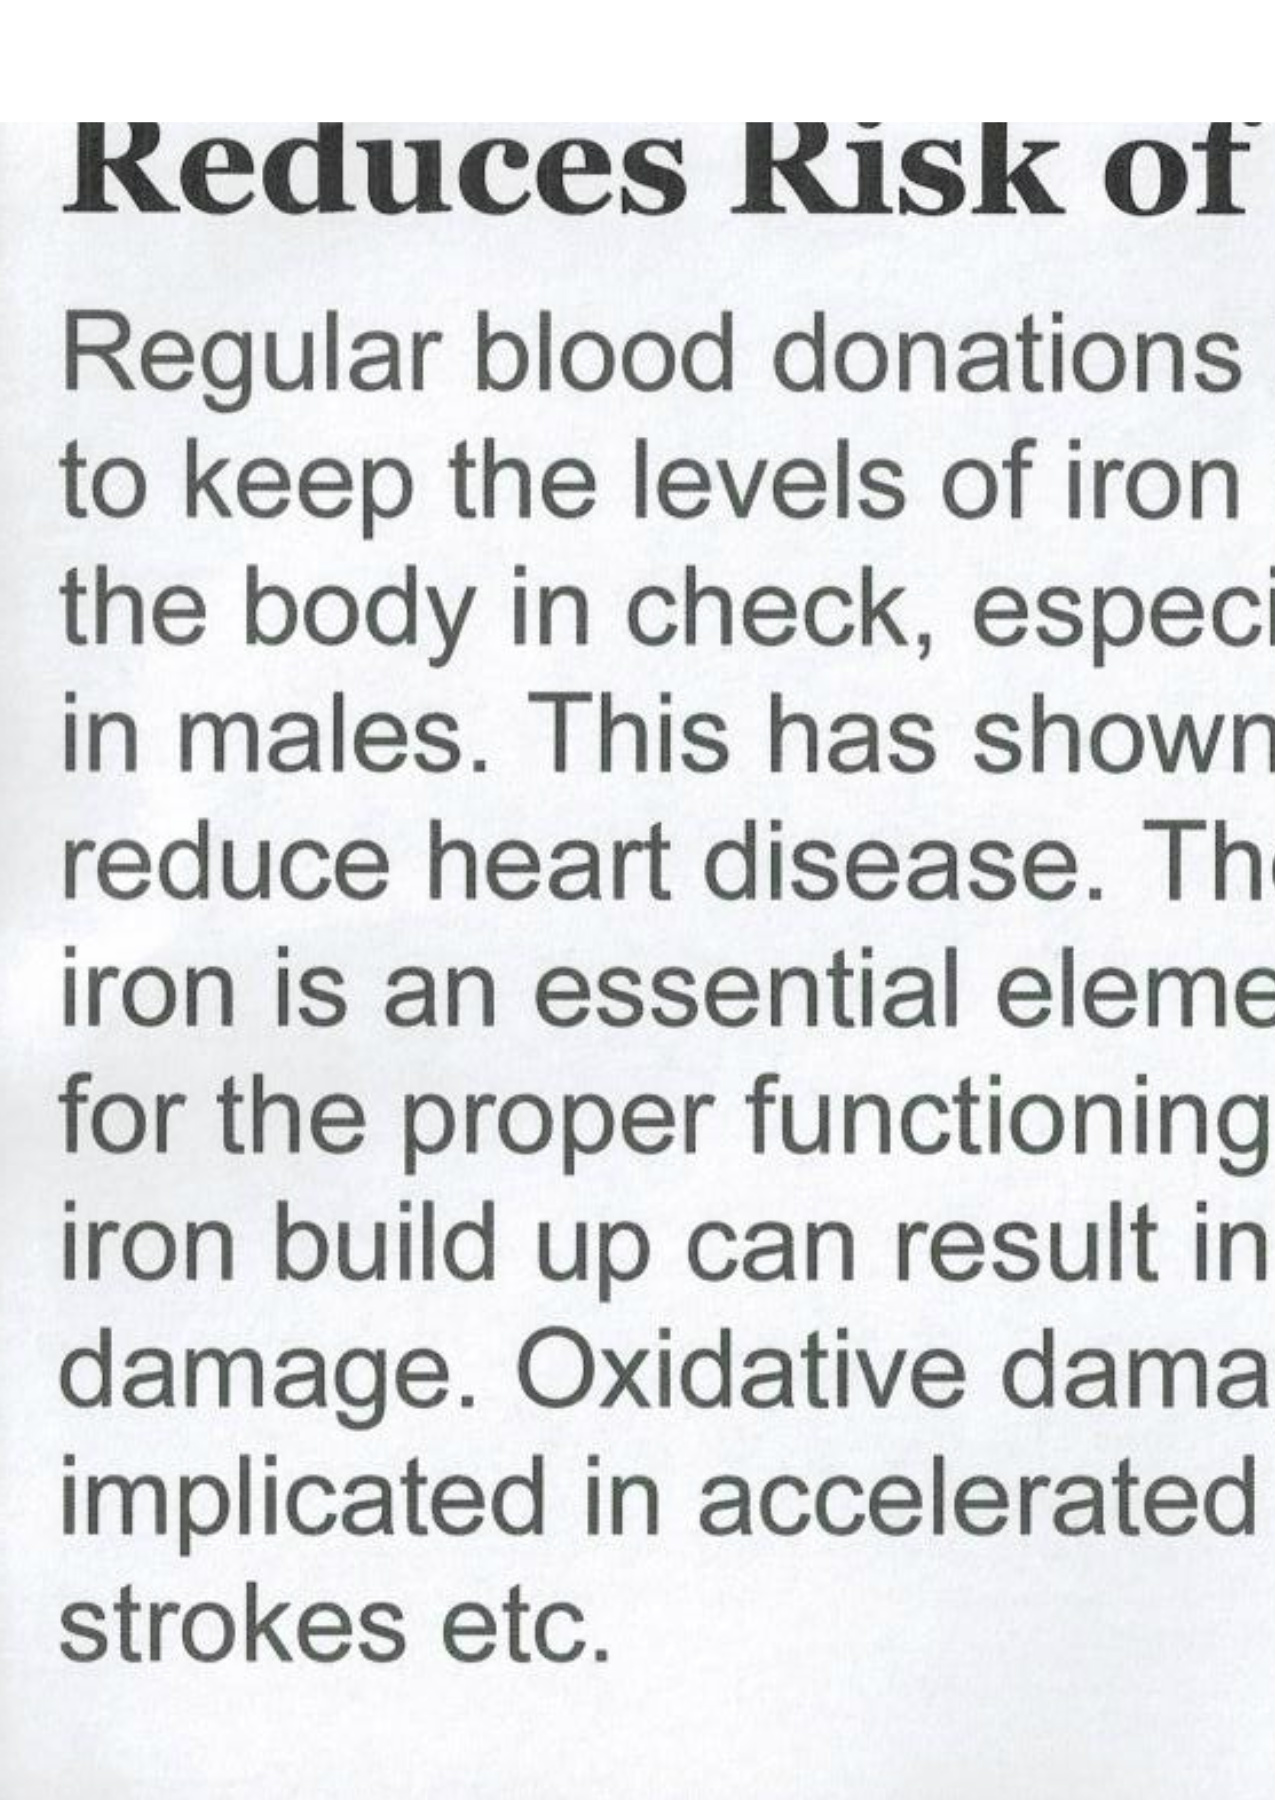 Reduces Risk of
Regular blood donations
to keep the levels of iron
the body in check, especi
in males. This has shown
reduce heart disease. Th
iron is an essential eleme
for the proper functioning
iron build up can result in
damage. Oxidative dama
implicated in accelerated
strokes etc.